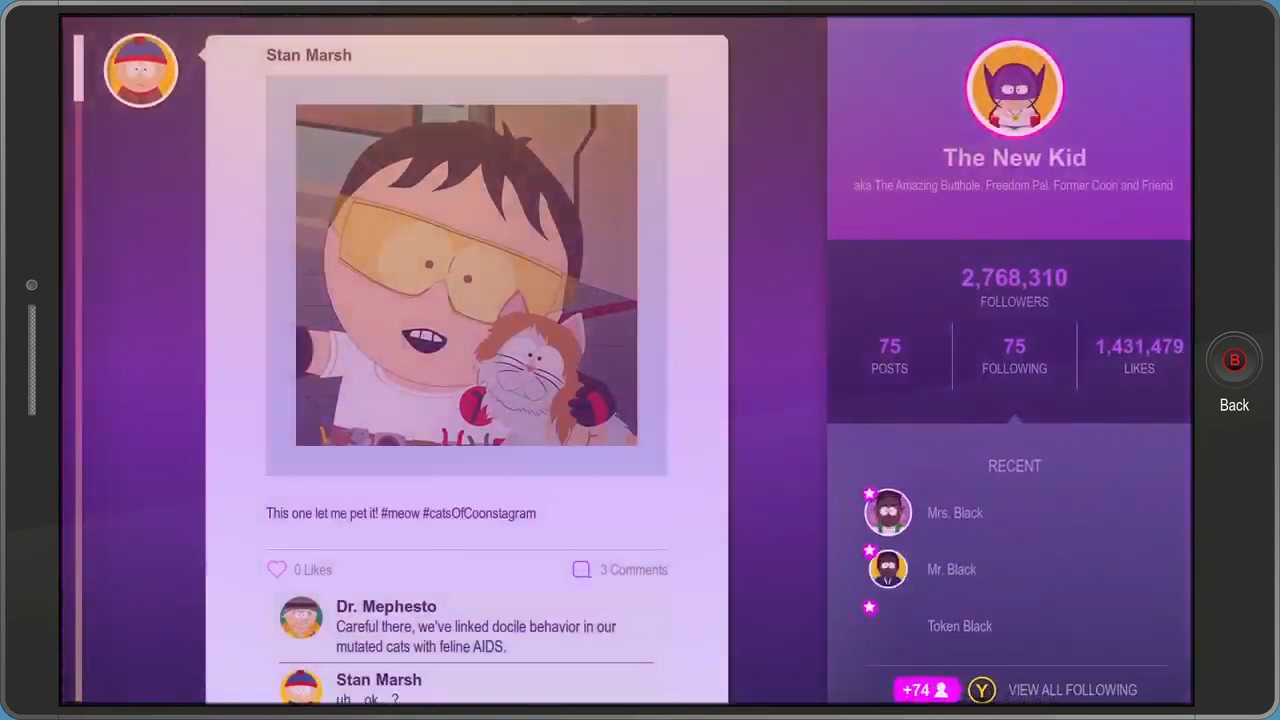 Stan Marsh
This one let me pet it! #meow #catsOfCoonstagram
0 Likes
3 Comments
Dr. Mephesto
Careful there, we've linked docile behavior in our
mutated cats with feline AIDS.
Stan Marsh
uh...ok...?
The New Kid
aka The Amazing Butthole, Freedom Pal, Former Coon and Friend
2,768,310
FOLLOWERS
75
POSTS
75
FOLLOWING
1,431,479
LIKES
RECENT
Mrs. Black
Mr. Black
Token Black
+74
Y
VIEW ALL FOLLOWING
B
Back